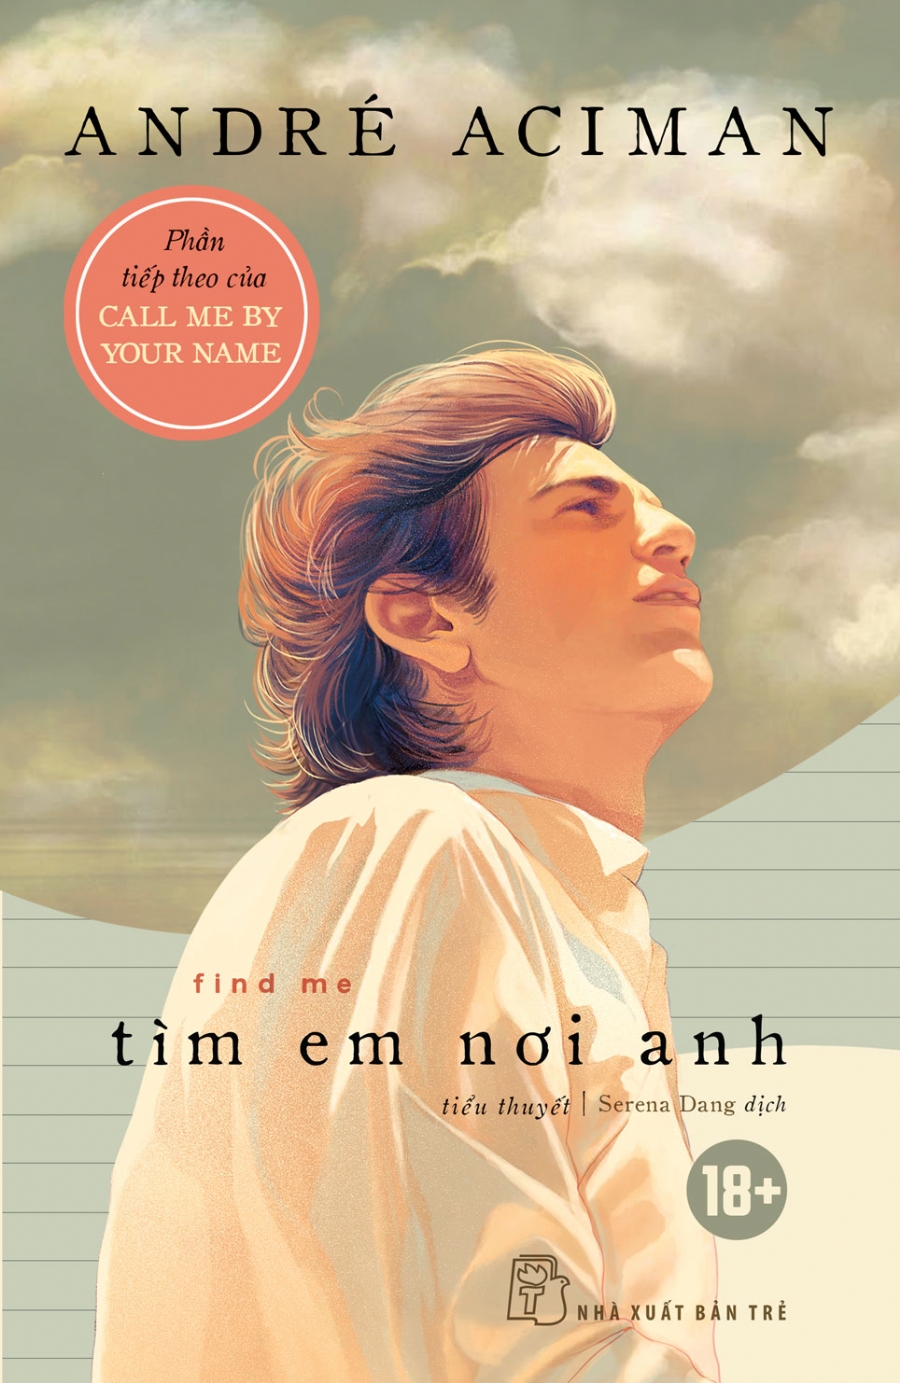 ANDRÉ ACIMAN
Phần
tiếp theo của
CALL ME BY
YOUR NAME
find me
tìm em nơi anh
tiểu thuyết | Serena Dang dịch
18+
T
NHÀ XUẤT BẢN TRẺ